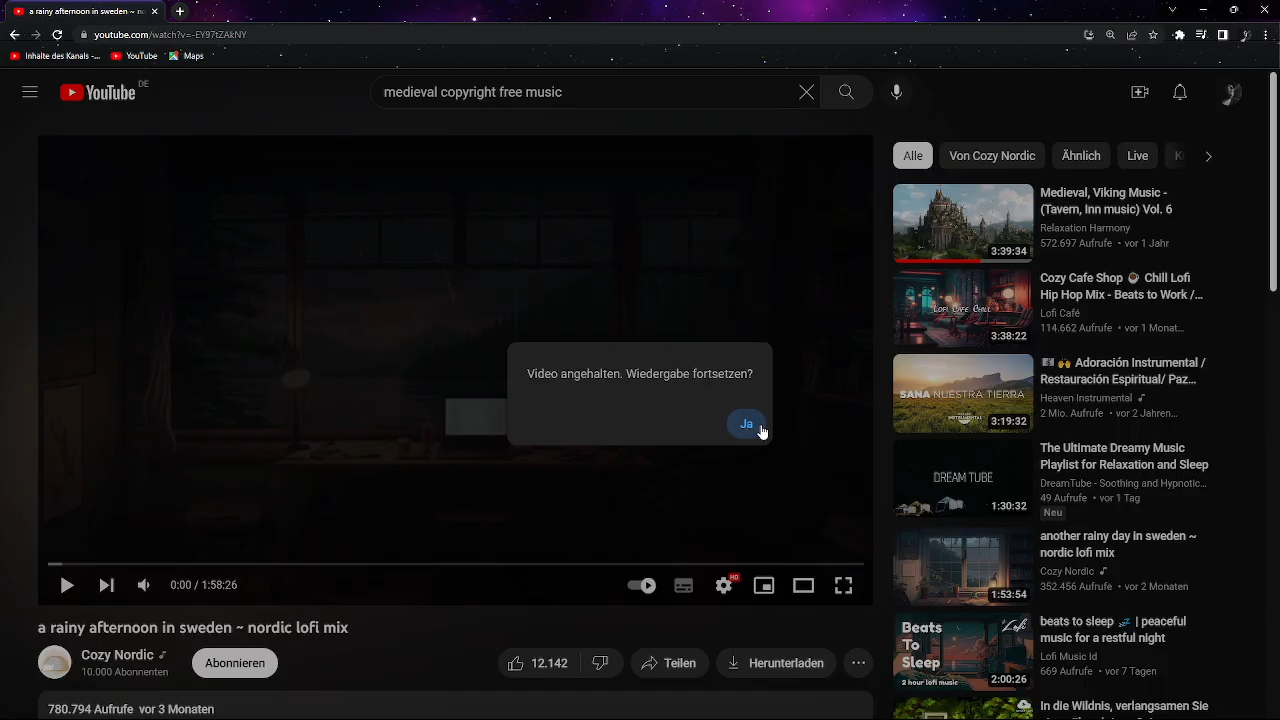 a rainy afternoon in sweden ~ no
youtube.com/watch?v=-EY97tZAkNY
Inhalte des Kanals -...
YouTube
Maps
YouTube DE
medieval copyright free music
Alle
Von Cozy Nordic
Ähnlich
Live
Medieval, Viking Music -
(Tavern, Inn music) Vol. 6
Relaxation Harmony
572.697 Aufrufe • vor 1 Jahr
3:39:34
Cozy Cafe Shop ☕ Chill Lofi
Hip Hop Mix - Beats to Work /...
Lofi Café
114.662 Aufrufe • vor 1 Monat...
LOFI CAFE CHILL
3:38:22
Adoración Instrumental /
Restauración Espiritual/ Paz...
Heaven Instrumental
2 Mio. Aufrufe • vor 2 Jahren...
SANA NUESTRA TIERRA
3:19:32
The Ultimate Dreamy Music
Playlist for Relaxation and Sleep
DreamTube - Soothing and Hypnotic...
49 Aufrufe • vor 1 Tag
Neu
DREAM TUBE
1:30:32
another rainy day in sweden ~
nordic lofi mix
Cozy Nordic
352.456 Aufrufe • vor 2 Monaten
1:53:54
beats to sleep 💤 | peaceful
music for a restful night
Lofi Music Id
669 Aufrufe • vor 7 Tagen
Beats
To
Sleep
2 hour lofi music
Lofi
2:00:26
In die Wildnis, verlangsamen Sie
Video angehalten. Wiedergabe fortsetzen?
Ja
0:00 / 1:58:26
HD
a rainy afternoon in sweden ~ nordic lofi mix
Cozy Nordic
10.000 Abonnenten
Abonnieren
12.142
Teilen
Herunterladen
780.794 Aufrufe vor 3 Monaten